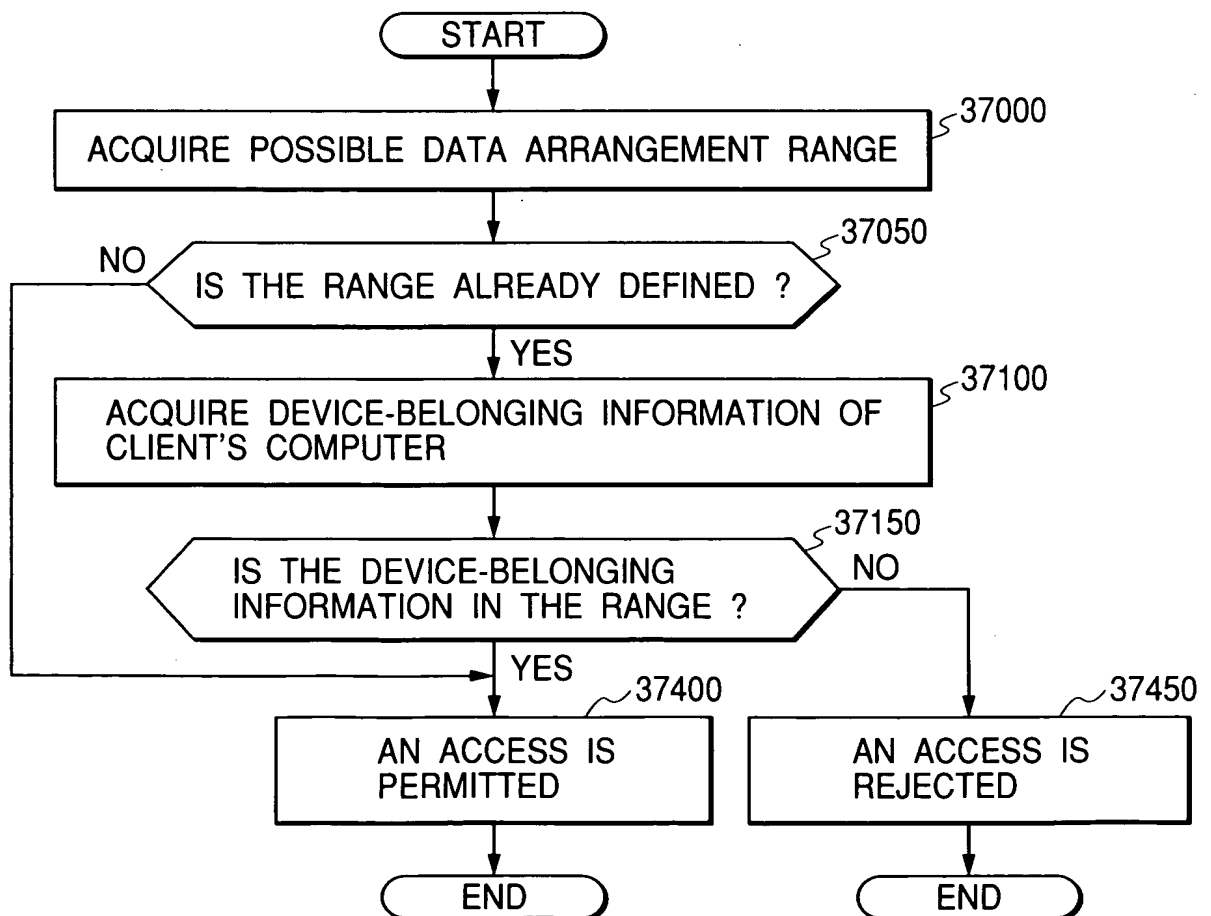 START
37000
ACQUIRE POSSIBLE DATA ARRANGEMENT RANGE
37050
NO
IS THE RANGE ALREADY DEFINED ?
YES
37100
ACQUIRE DEVICE-BELONGING INFORMATION OF
CLIENT'S COMPUTER
37150
IS THE DEVICE-BELONGING
INFORMATION IN THE RANGE ?
NO
YES
37400
AN ACCESS IS
PERMITTED
37450
AN ACCESS IS
REJECTED
END
END